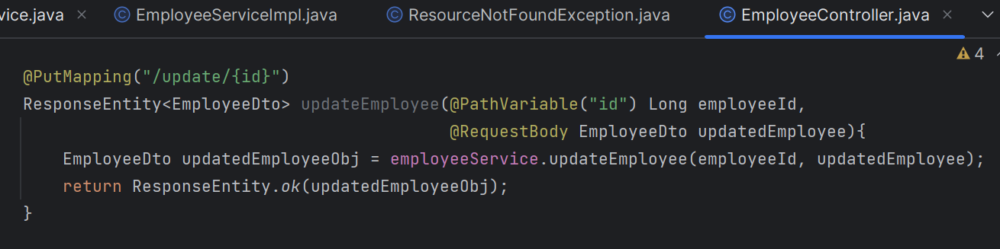 vice.java × EmployeeServiceImpl.java ResourceNotFoundException.java EmployeeController.java ×
4
@PutMapping("/update/{id}")
ResponseEntity<EmployeeDto> updateEmployee(@PathVariable("id") Long employeeId,
@RequestBody EmployeeDto updatedEmployee){
EmployeeDto updatedEmployeeObj = employeeService.updateEmployee(employeeId, updatedEmployee);
return ResponseEntity.ok(updatedEmployeeObj);
}